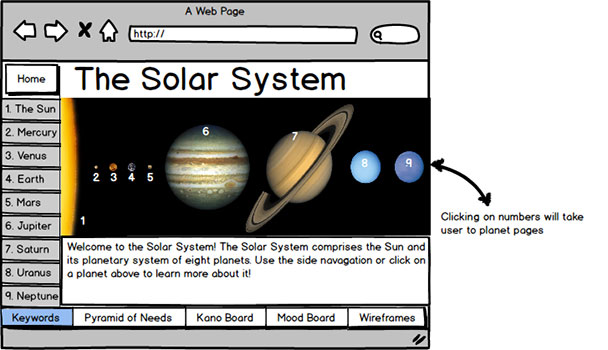 A Web Page
http://
Home
The Solar System
1. The Sun
2. Mercury
3. Venus
4. Earth
5. Mars
6. Jupiter
7. Saturn
8. Uranus
9. Neptune
1
2
3
4
5
6
7
8
9
Clicking on numbers will take
user to planet pages
Welcome to the Solar System! The Solar System comprises the Sun and
its planetary system of eight planets. Use the side navagation or click on
a planet above to learn more about it!
Keywords
Pyramid of Needs
Kano Board
Mood Board
Wireframes